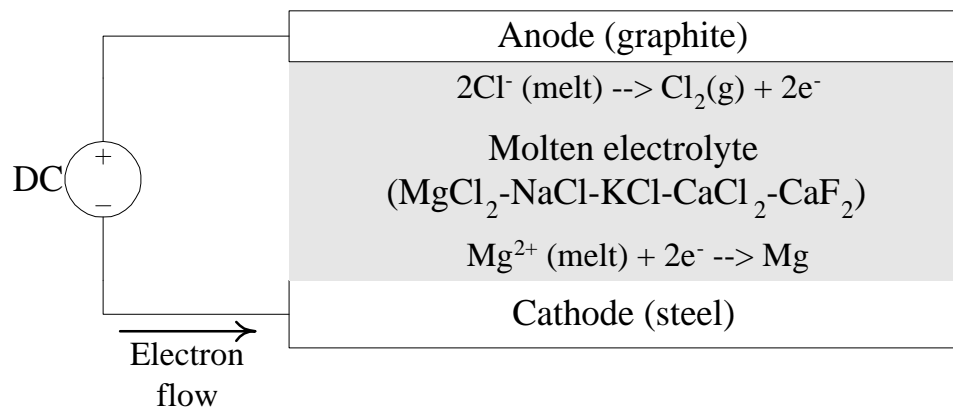 Anode (graphite)
2Cl⁻ (melt) --> Cl₂(g) + 2e⁻
+
DC
−
Molten electrolyte
(MgCl₂-NaCl-KCl-CaCl₂-CaF₂)
Mg²⁺ (melt) + 2e⁻ --> Mg
Cathode (steel)
Electron
flow